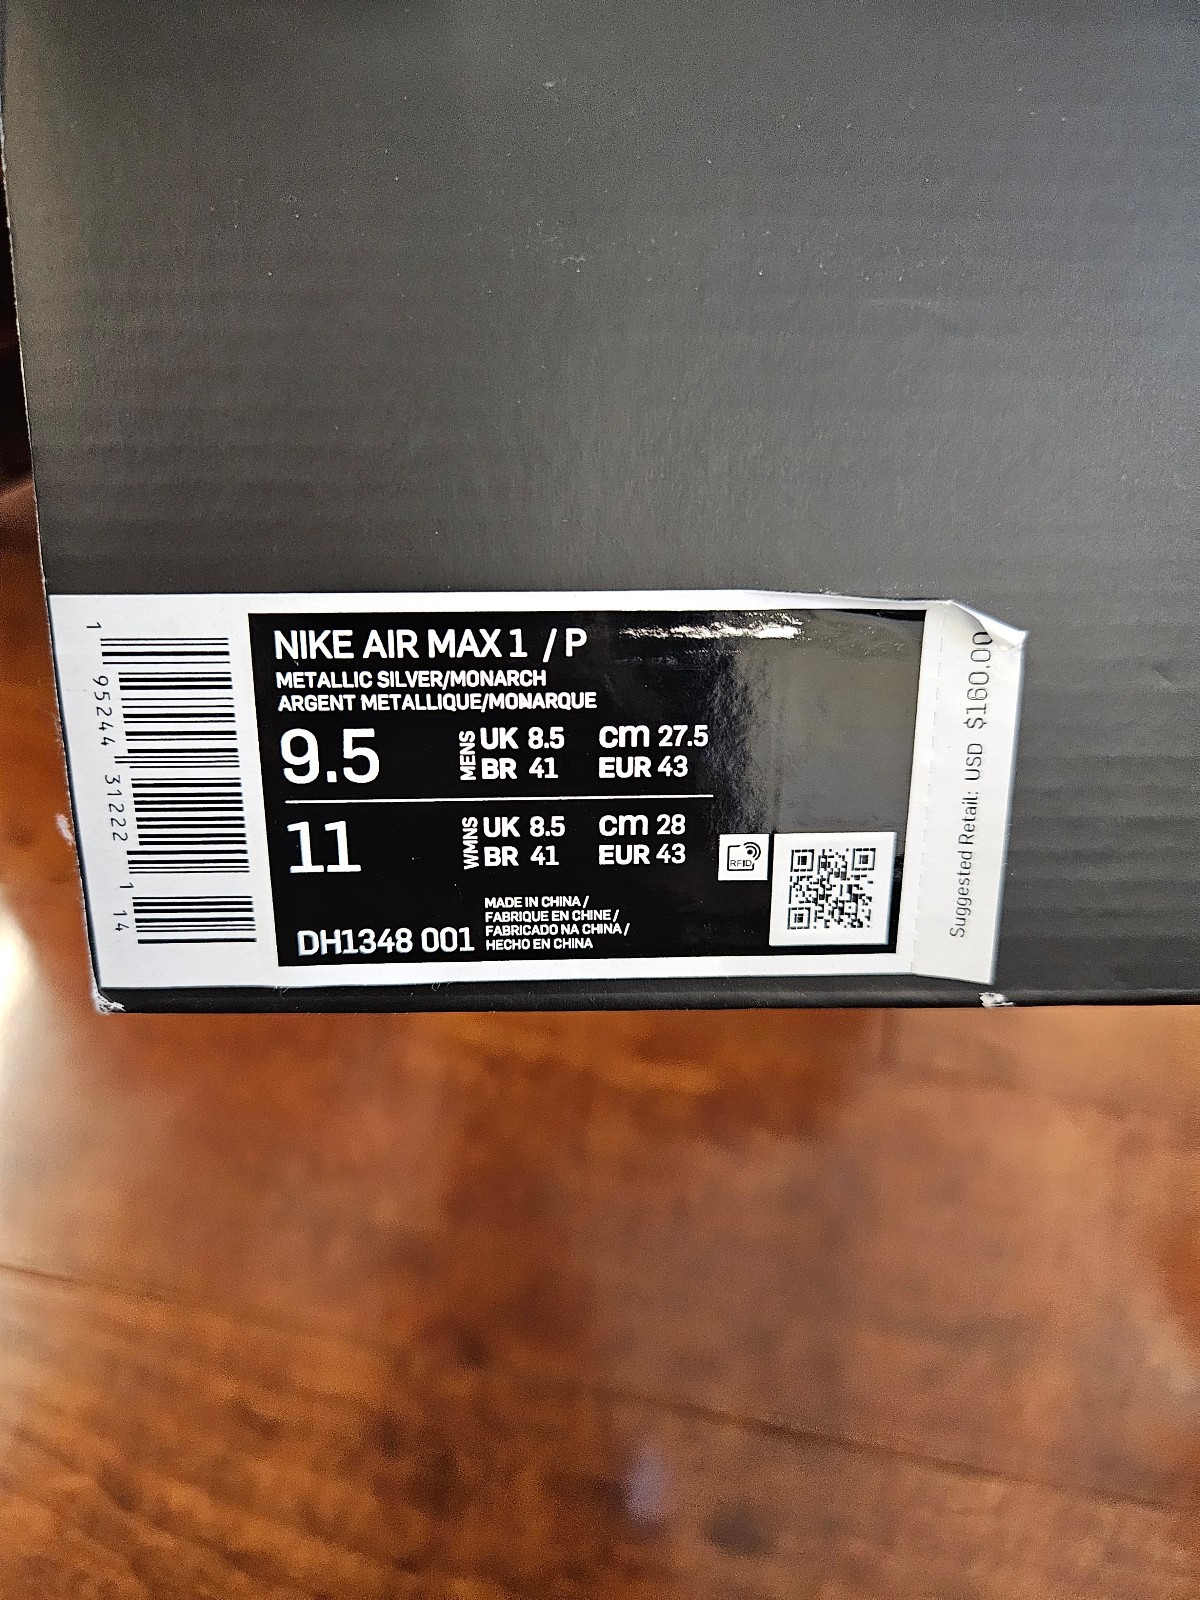 NIKE AIR MAX 1 / P
METALLIC SILVER/MONARCH
ARGENT METALLIQUE/MONARQUE
9.5 MENS UK 8.5 cm 27.5
BR 41 EUR 43
11 WMNS UK 8.5 cm 28
BR 41 EUR 43
RFID
MADE IN CHINA /
FABRIQUE EN CHINE /
FABRICADO NA CHINA /
HECHO EN CHINA
DH1348 001
1 95244 31222 1 14
Suggested Retail: USD $160.00